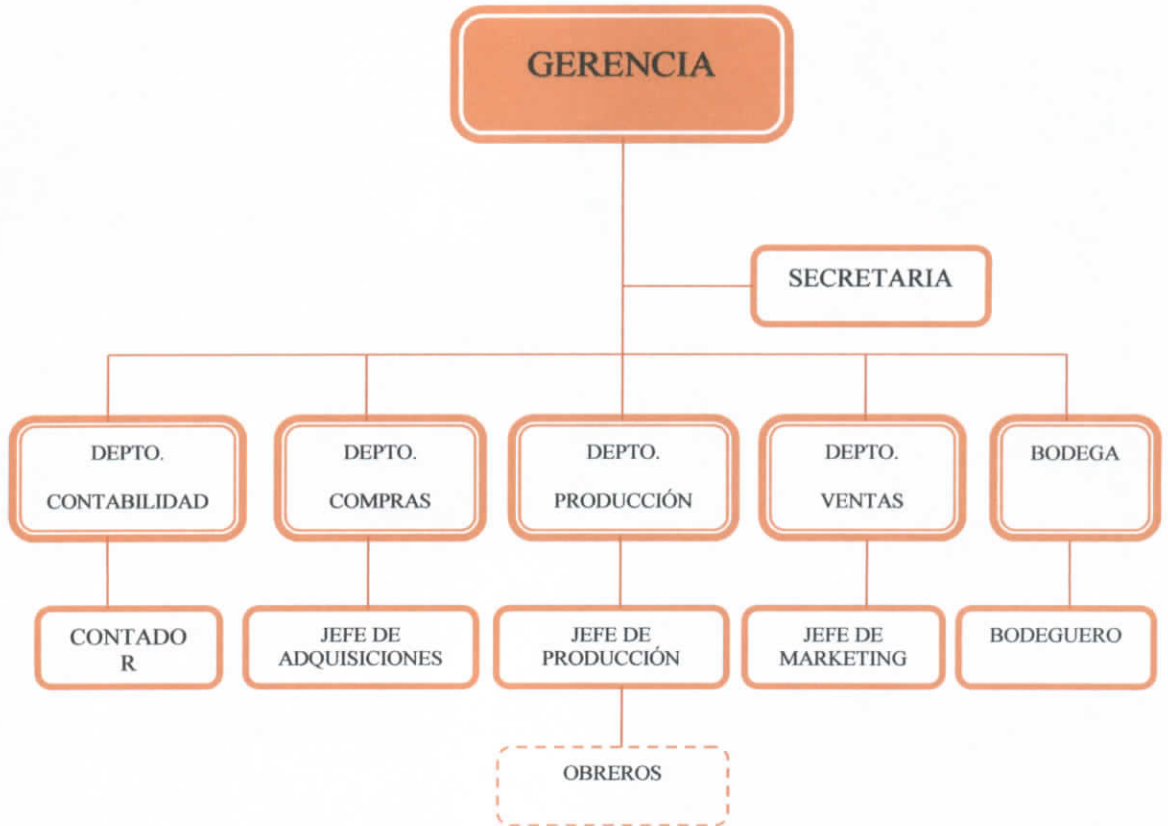 GERENCIA
SECRETARIA
DEPTO.
CONTABILIDAD
DEPTO.
COMPRAS
DEPTO.
PRODUCCIÓN
DEPTO.
VENTAS
BODEGA
CONTADO
R
JEFE DE
ADQUISICIONES
JEFE DE
PRODUCCIÓN
JEFE DE
MARKETING
BODEGUERO
OBREROS